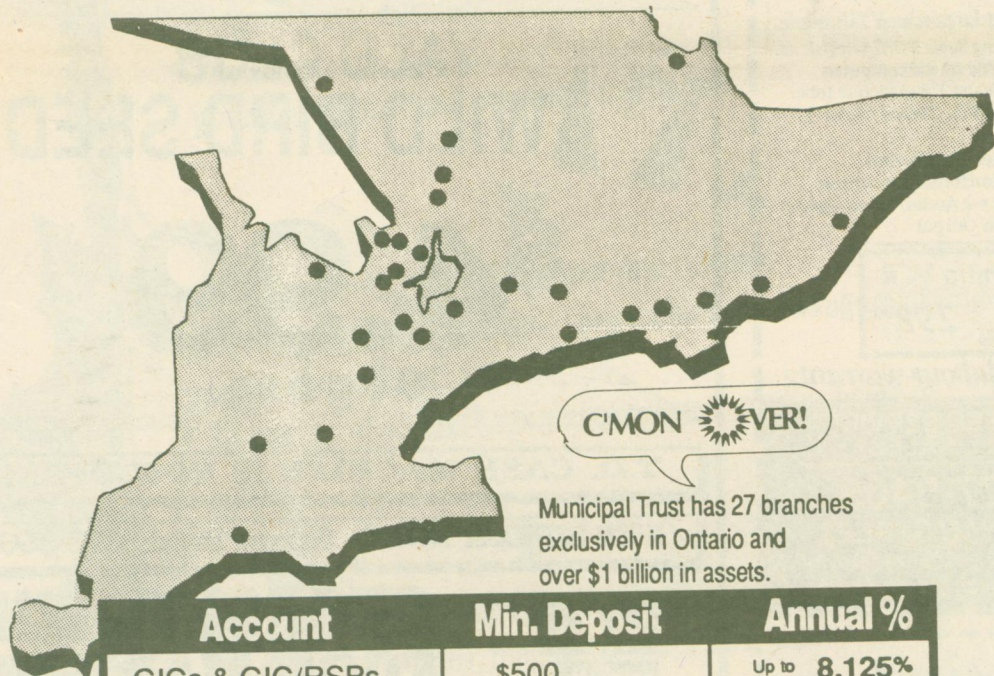 C'MON OVER!
Municipal Trust has 27 branches
exclusively in Ontario and
over $1 billion in assets.
Account Min. Deposit Annual %
GICs & GIC/RSPs $500 Up to 8.125%